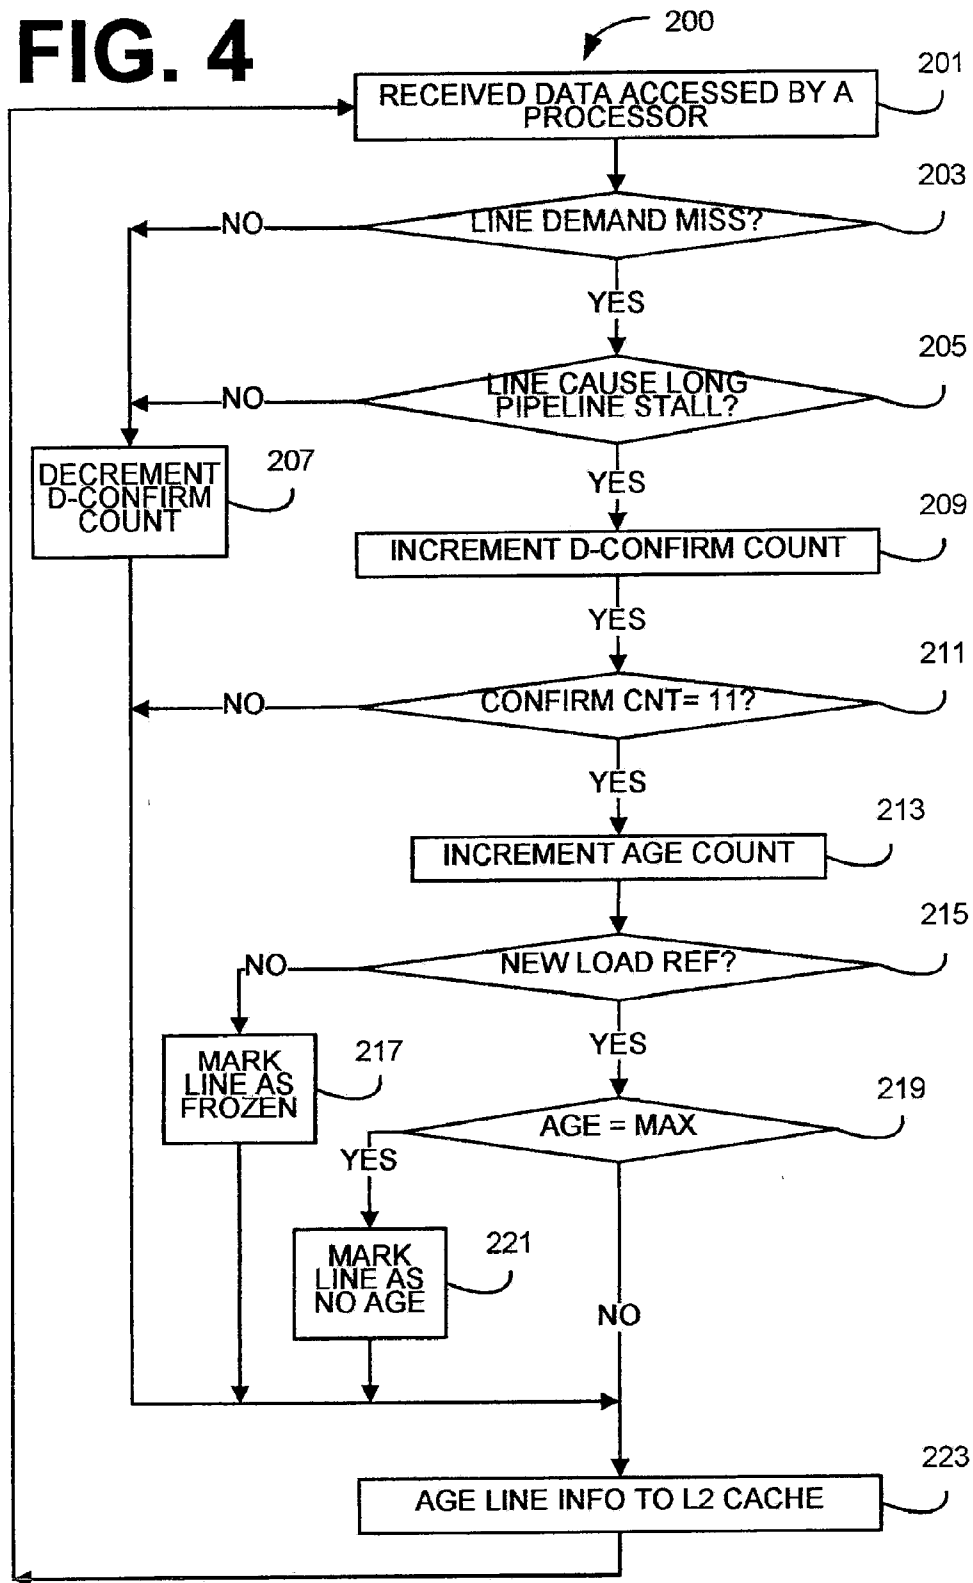 FIG. 4
200
201
RECEIVED DATA ACCESSED BY A
PROCESSOR
203
LINE DEMAND MISS?
NO
YES
205
LINE CAUSE LONG
PIPELINE STALL?
NO
YES
207
DECREMENT
D-CONFIRM
COUNT
209
INCREMENT D-CONFIRM COUNT
YES
211
CONFIRM CNT= 11?
NO
YES
213
INCREMENT AGE COUNT
215
NEW LOAD REF?
NO
YES
217
MARK
LINE AS
FROZEN
219
AGE = MAX
YES
221
MARK
LINE AS
NO AGE
NO
223
AGE LINE INFO TO L2 CACHE